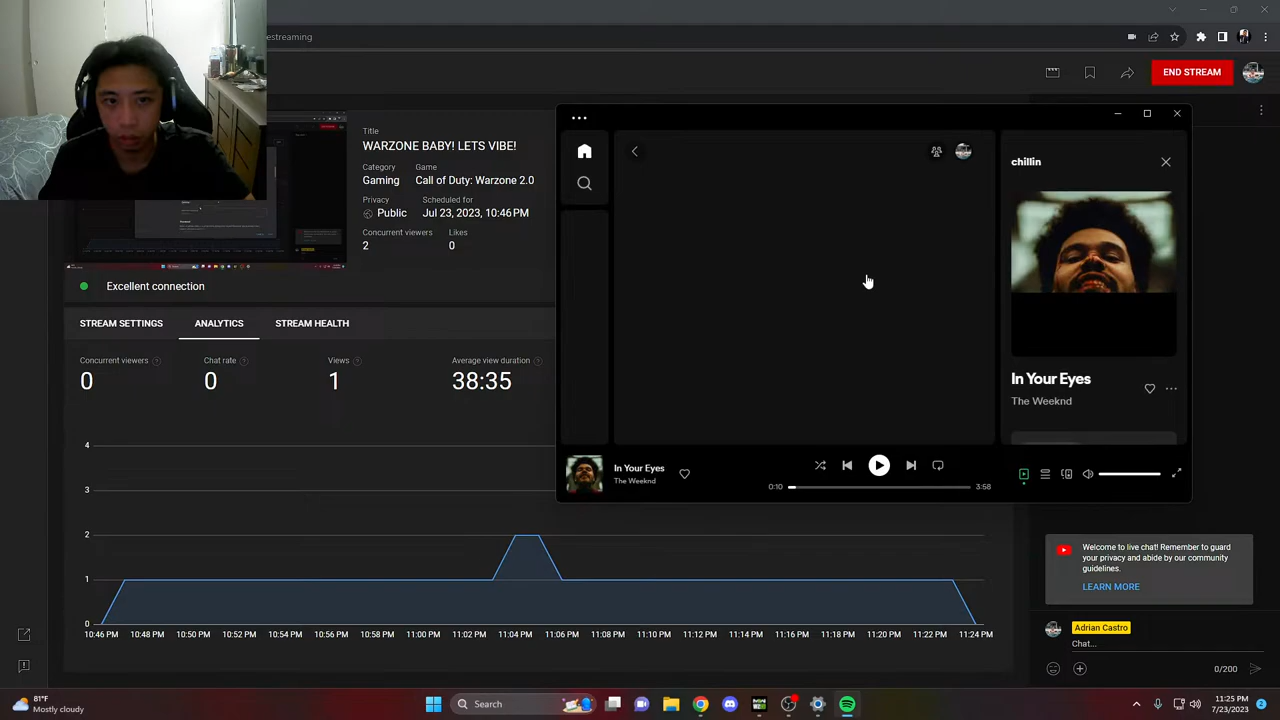 estreaming
END STREAM
Title
WARZONE BABY! LETS VIBE!
Category
Game
Gaming
Call of Duty: Warzone 2.0
Privacy
Scheduled for
Public
Jul 23, 2023, 10:46 PM
Concurrent viewers
Likes
2
0
Excellent connection
STREAM SETTINGS
ANALYTICS
STREAM HEALTH
Concurrent viewers
Chat rate
Views
Average view duration
0
0
1
38:35
4
3
2
1
0
10:46 PM 10:48 PM 10:50 PM 10:52 PM 10:54 PM 10:56 PM 10:58 PM 11:00 PM 11:02 PM 11:04 PM 11:06 PM 11:08 PM 11:10 PM 11:12 PM 11:14 PM 11:16 PM 11:18 PM 11:20 PM 11:22 PM 11:24 PM
chillin
In Your Eyes
The Weeknd
In Your Eyes
The Weeknd
0:10
3:58
Welcome to live chat! Remember to guard
your privacy and abide by our community
guidelines.
LEARN MORE
Adrian Castro
Chat...
0/200
81°F
Mostly cloudy
Search
11:25 PM
7/23/2023
2